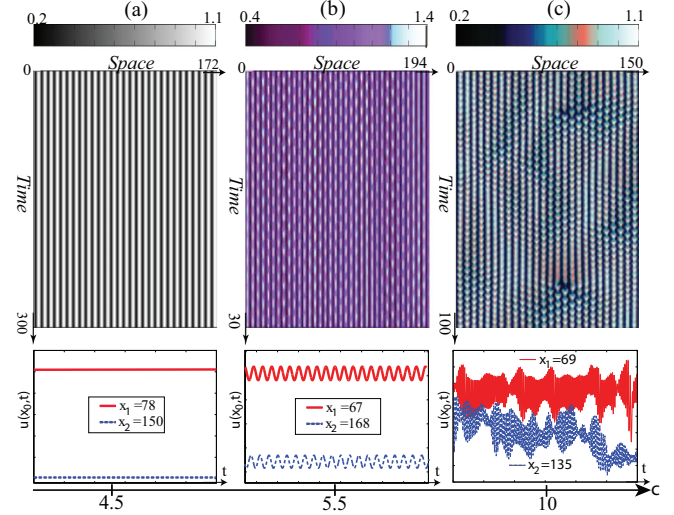 (a) (b) (c)
0.2 1.1 0.4 1.4 0.2 1.1
0 Space 172 Space 194 0 Space 150
Time Time Time
300 30 100
u(x₀,t) u(x₀,t) u(x₀,t)
x₁=78
x₂=150
x₁=67
x₂=168
x₁=69
x₂=135
t t t
4.5 5.5 10 c